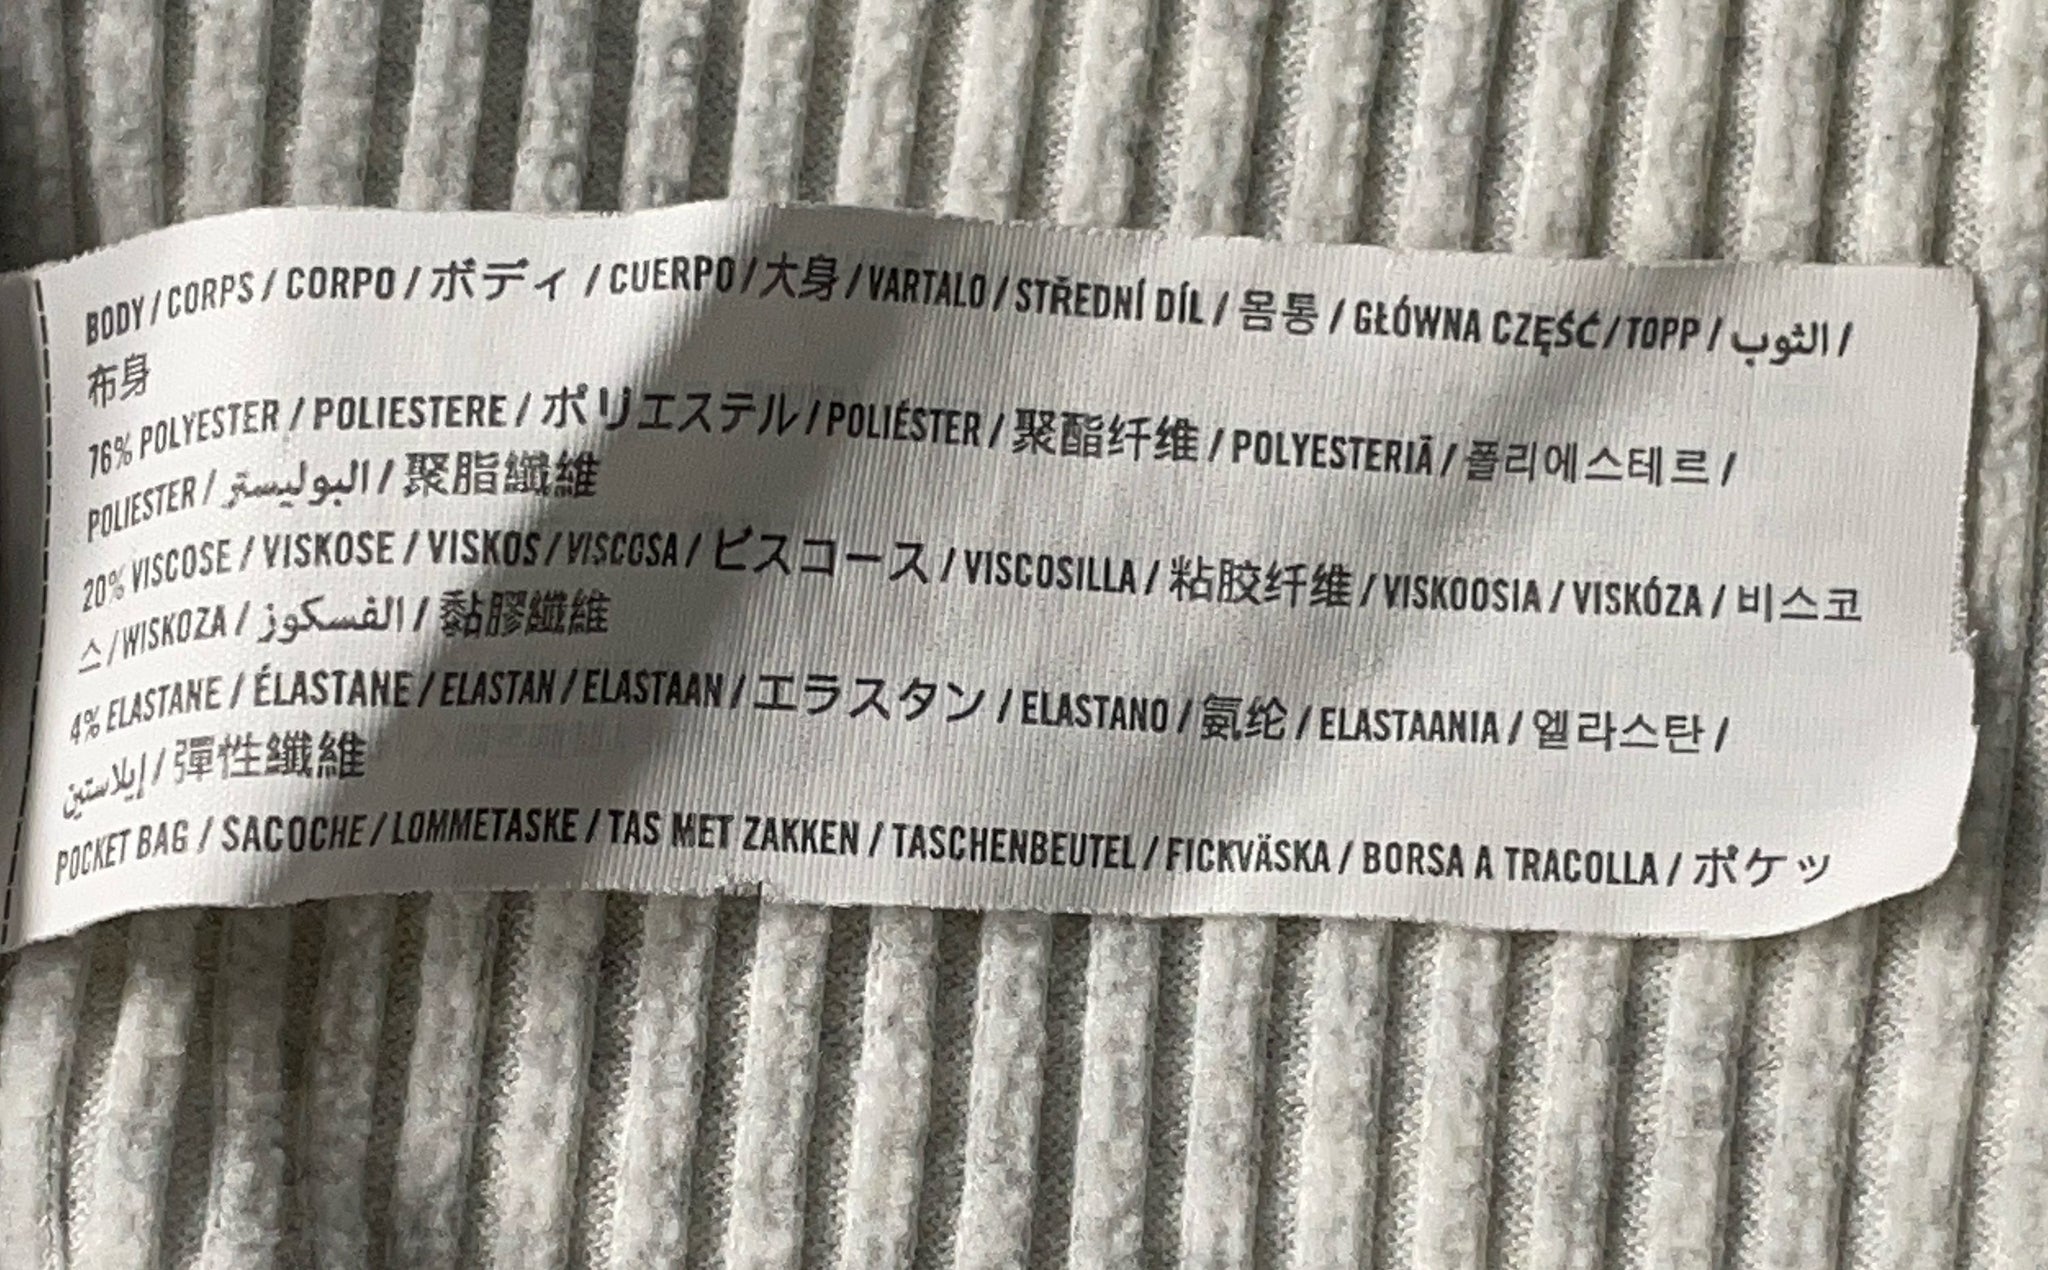 BODY / CORPS / CORPO / ボディ / CUERPO / 大身 / VARTALO / STŘEDNÍ DÍL / 몸통 / GŁÓWNA CZĘŚĆ / TOPP / الثوب /
布身
76% POLYESTER / POLIESTERE / ポリエステル / POLIÉSTER / 聚酯纤维 / POLYESTERIÄ / 폴리에스테르 /
POLIESTER / البوليستر / 聚脂纖維
20% VISCOSE / VISKOSE / VISKOS / VISCOSA / ビスコース / VISCOSILLA / 粘胶纤维 / VISKOOSIA / VISKÓZA / 비스코
스 / WISKOZA / الفسكوز / 黏膠纖維
4% ELASTANE / ÉLASTANE / ELASTAN / ELASTAAN / エラスタン / ELASTANO / 氨纶 / ELASTAANIA / 엘라스탄 /
إيلاستين / 彈性纖維
POCKET BAG / SACOCHE / LOMMETASKE / TAS MET ZAKKEN / TASCHENBEUTEL / FICKVÄSKA / BORSA A TRACOLLA / ポケッ